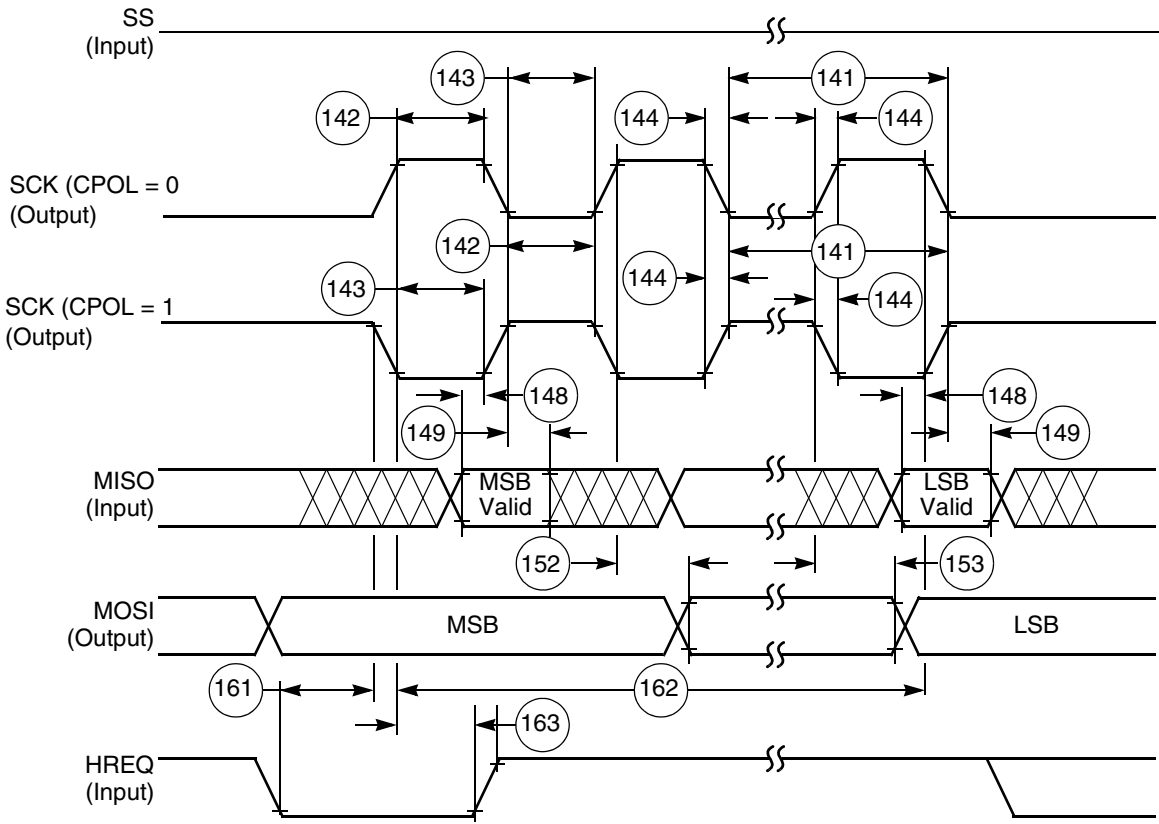 SS
(Input)
143
141
142
144
144
SCK (CPOL = 0
(Output)
142
141
143
144
144
SCK (CPOL = 1
(Output)
148
148
149
149
MISO
(Input)
MSB
Valid
LSB
Valid
152
153
MOSI
(Output)
MSB
LSB
161
162
163
HREQ
(Input)